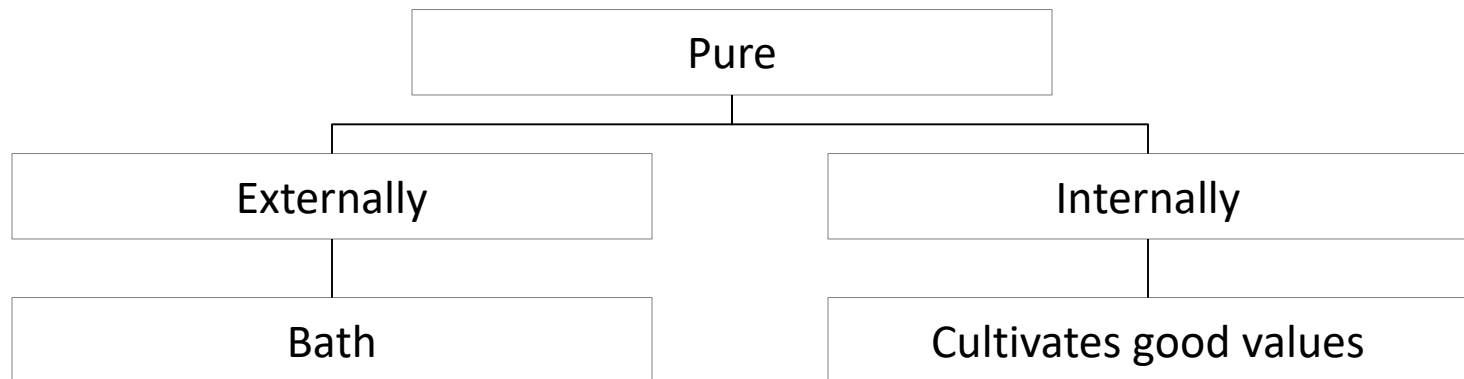 Pure
Externally
Internally
Bath
Cultivates good values